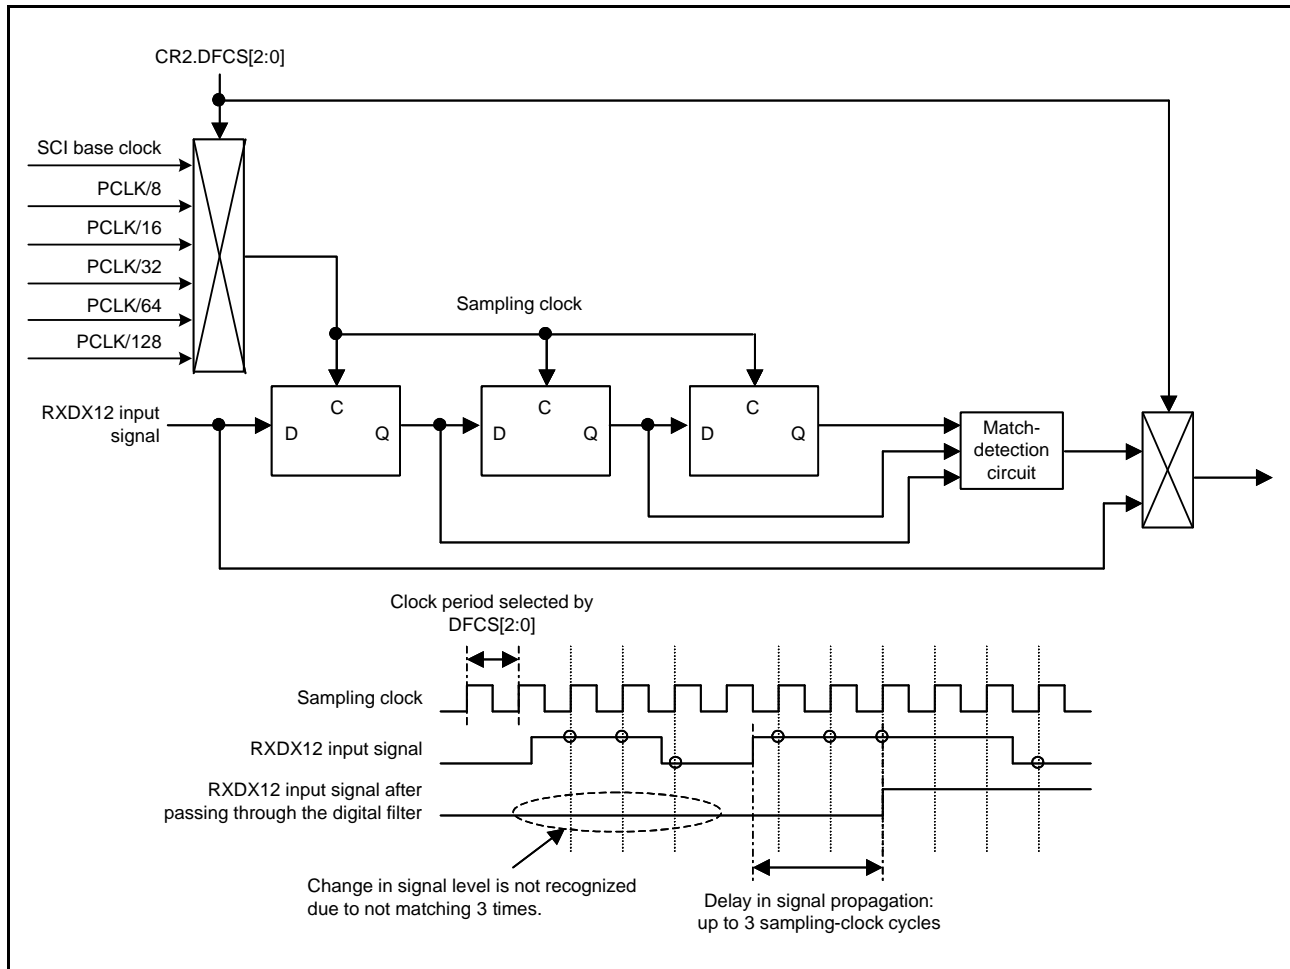 CR2.DFCS[2:0]
SCI base clock
PCLK/8
PCLK/16
PCLK/32
PCLK/64
PCLK/128
Sampling clock
RXDX12 input
signal
C
D
Q
C
D
Q
C
D
Q
Match-
detection
circuit
Clock period selected by
DFCS[2:0]
Sampling clock
RXDX12 input signal
RXDX12 input signal after
passing through the digital filter
Change in signal level is not recognized
due to not matching 3 times.
Delay in signal propagation:
up to 3 sampling-clock cycles